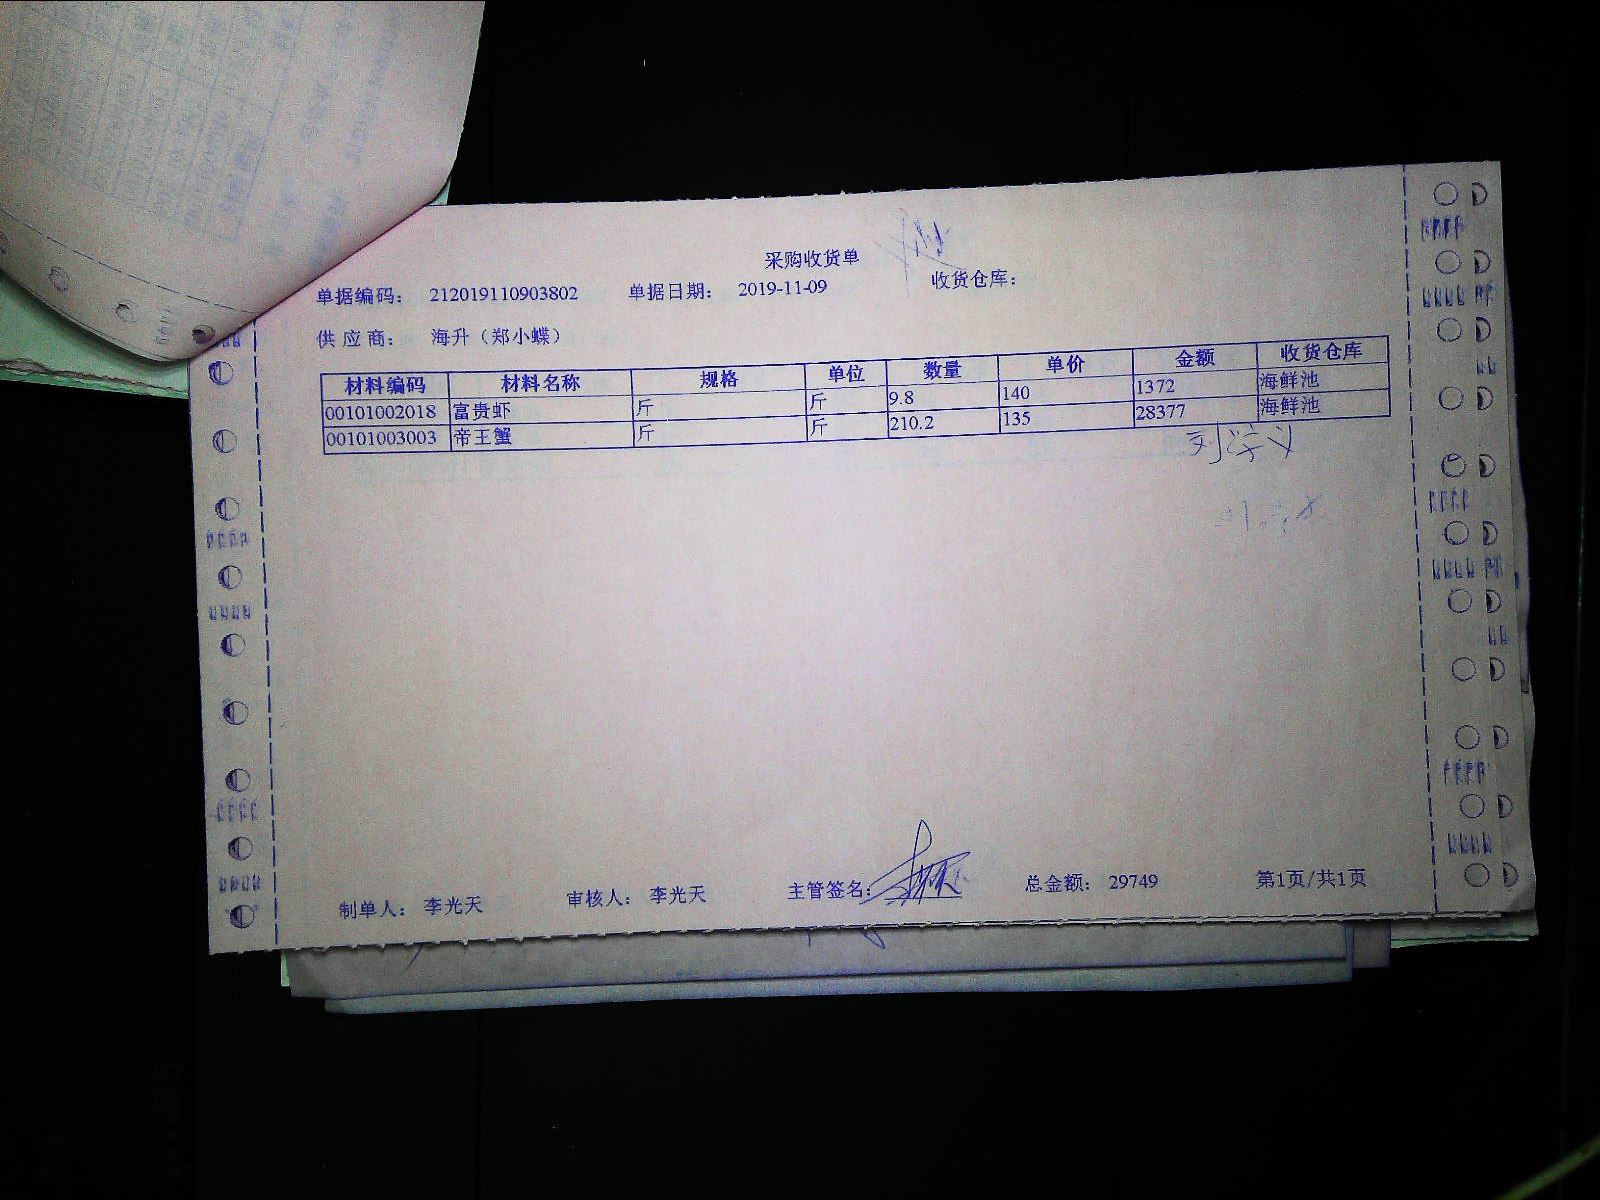 采购收货单
单据编码： 212019110903802 单据日期： 2019-11-09 收货仓库：
供 应 商： 海升（郑小蝶）
材料编码 材料名称 规格 单位 数量 单价 金额 收货仓库
00101002018 富贵虾 斤 斤 9.8 140 1372 海鲜池
00101003003 帝王蟹 斤 斤 210.2 135 28377 海鲜池
制单人： 李光天 审核人： 李光天 主管签名： 总金额： 29749 第1页/共1页